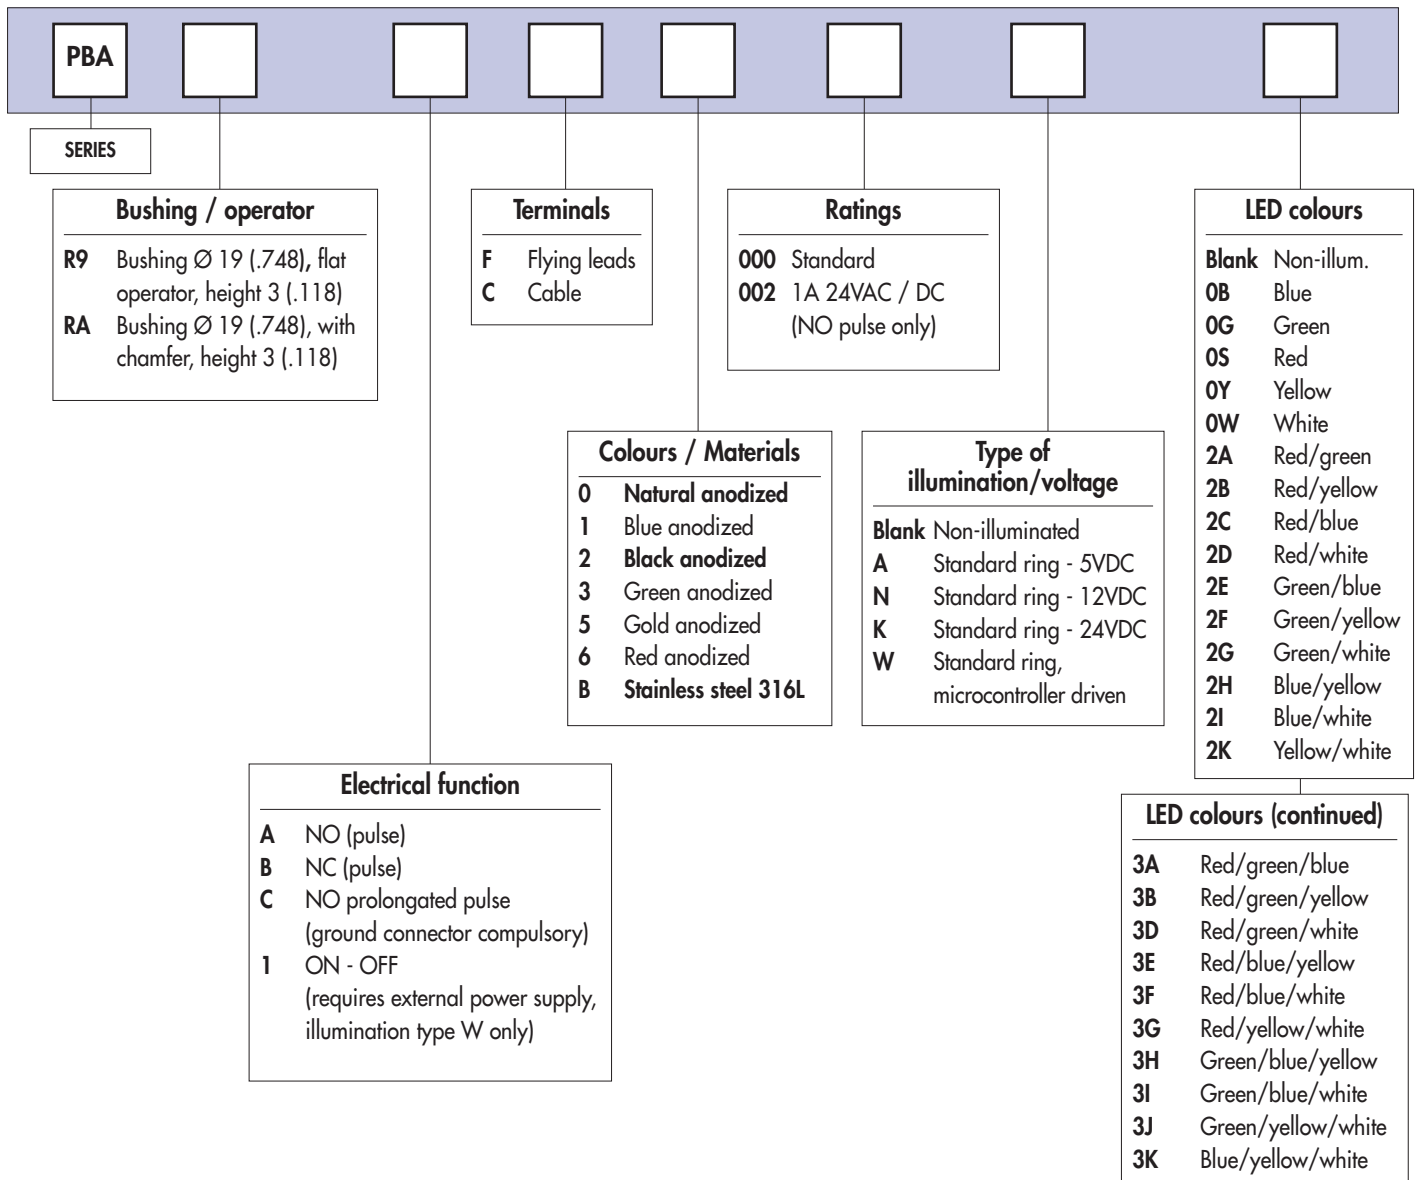 PBA
SERIES
Bushing / operator
R9 Bushing Ø 19 (.748), flat
operator, height 3 (.118)
RA Bushing Ø 19 (.748), with
chamfer, height 3 (.118)
Terminals
F Flying leads
C Cable
Ratings
000 Standard
002 1A 24VAC / DC
(NO pulse only)
LED colours
Blank Non-illum.
0B Blue
0G Green
0S Red
0Y Yellow
0W White
2A Red/green
2B Red/yellow
2C Red/blue
2D Red/white
2E Green/blue
2F Green/yellow
2G Green/white
2H Blue/yellow
2I Blue/white
2K Yellow/white
Colours / Materials
0 Natural anodized
1 Blue anodized
2 Black anodized
3 Green anodized
5 Gold anodized
6 Red anodized
B Stainless steel 316L
Type of
illumination/voltage
Blank Non-illuminated
A Standard ring - 5VDC
N Standard ring - 12VDC
K Standard ring - 24VDC
W Standard ring,
microcontroller driven
Electrical function
A NO (pulse)
B NC (pulse)
C NO prolongated pulse
(ground connector compulsory)
1 ON - OFF
(requires external power supply,
illumination type W only)
LED colours (continued)
3A Red/green/blue
3B Red/green/yellow
3D Red/green/white
3E Red/blue/yellow
3F Red/blue/white
3G Red/yellow/white
3H Green/blue/yellow
3I Green/blue/white
3J Green/yellow/white
3K Blue/yellow/white